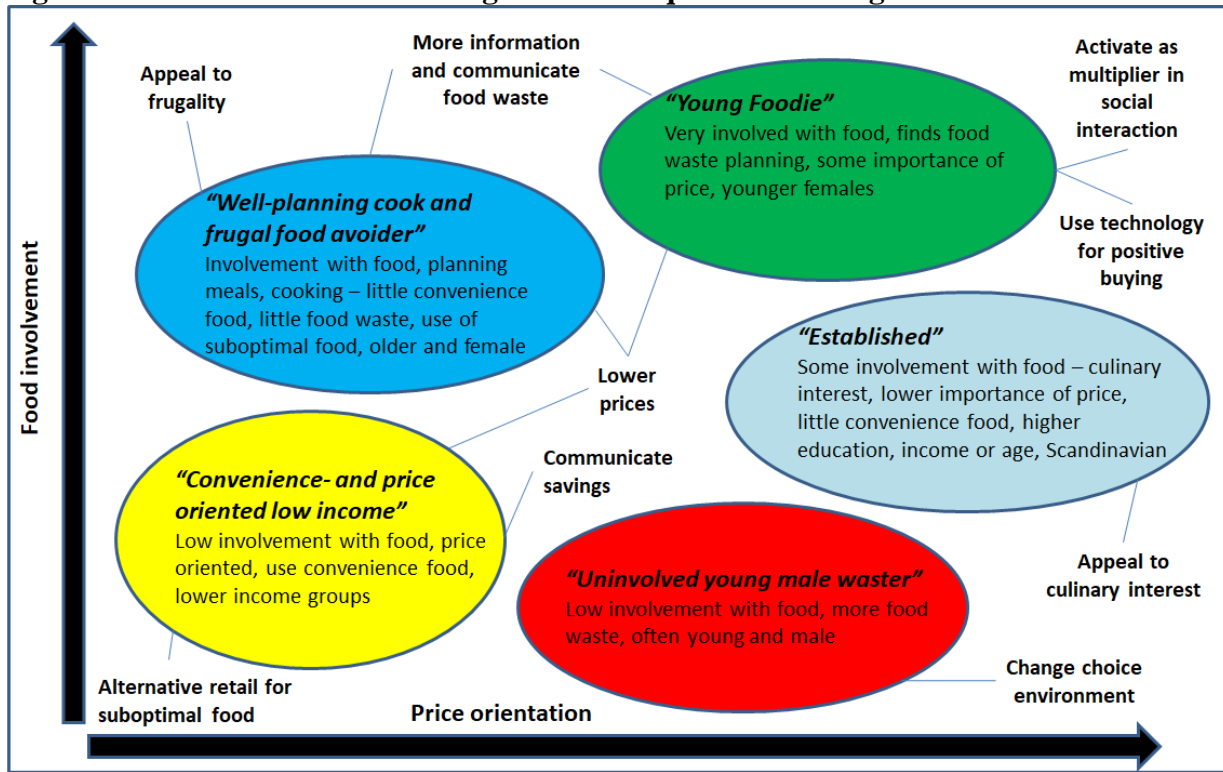 More information
and communicate
food waste
Activate as
multiplier in
social
interaction
Appeal to
frugality
“Young Foodie”
Very involved with food, finds food
waste planning, some importance of
price, younger females
“Well-planning cook and
frugal food avoider”
Involvement with food, planning
meals, cooking – little convenience
food, little food waste, use of
suboptimal food, older and female
Use technology
for positive
buying
Food involvement
“Established”
Some involvement with food – culinary
interest, lower importance of price,
little convenience food, higher
education, income or age, Scandinavian
Lower
prices
Communicate
savings
“Convenience- and price
oriented low income”
Low involvement with food, price
oriented, use convenience food,
lower income groups
“Uninvolved young male waster”
Low involvement with food, more food
waste, often young and male
Appeal to
culinary interest
Change choice
environment
Alternative retail for
suboptimal food
Price orientation